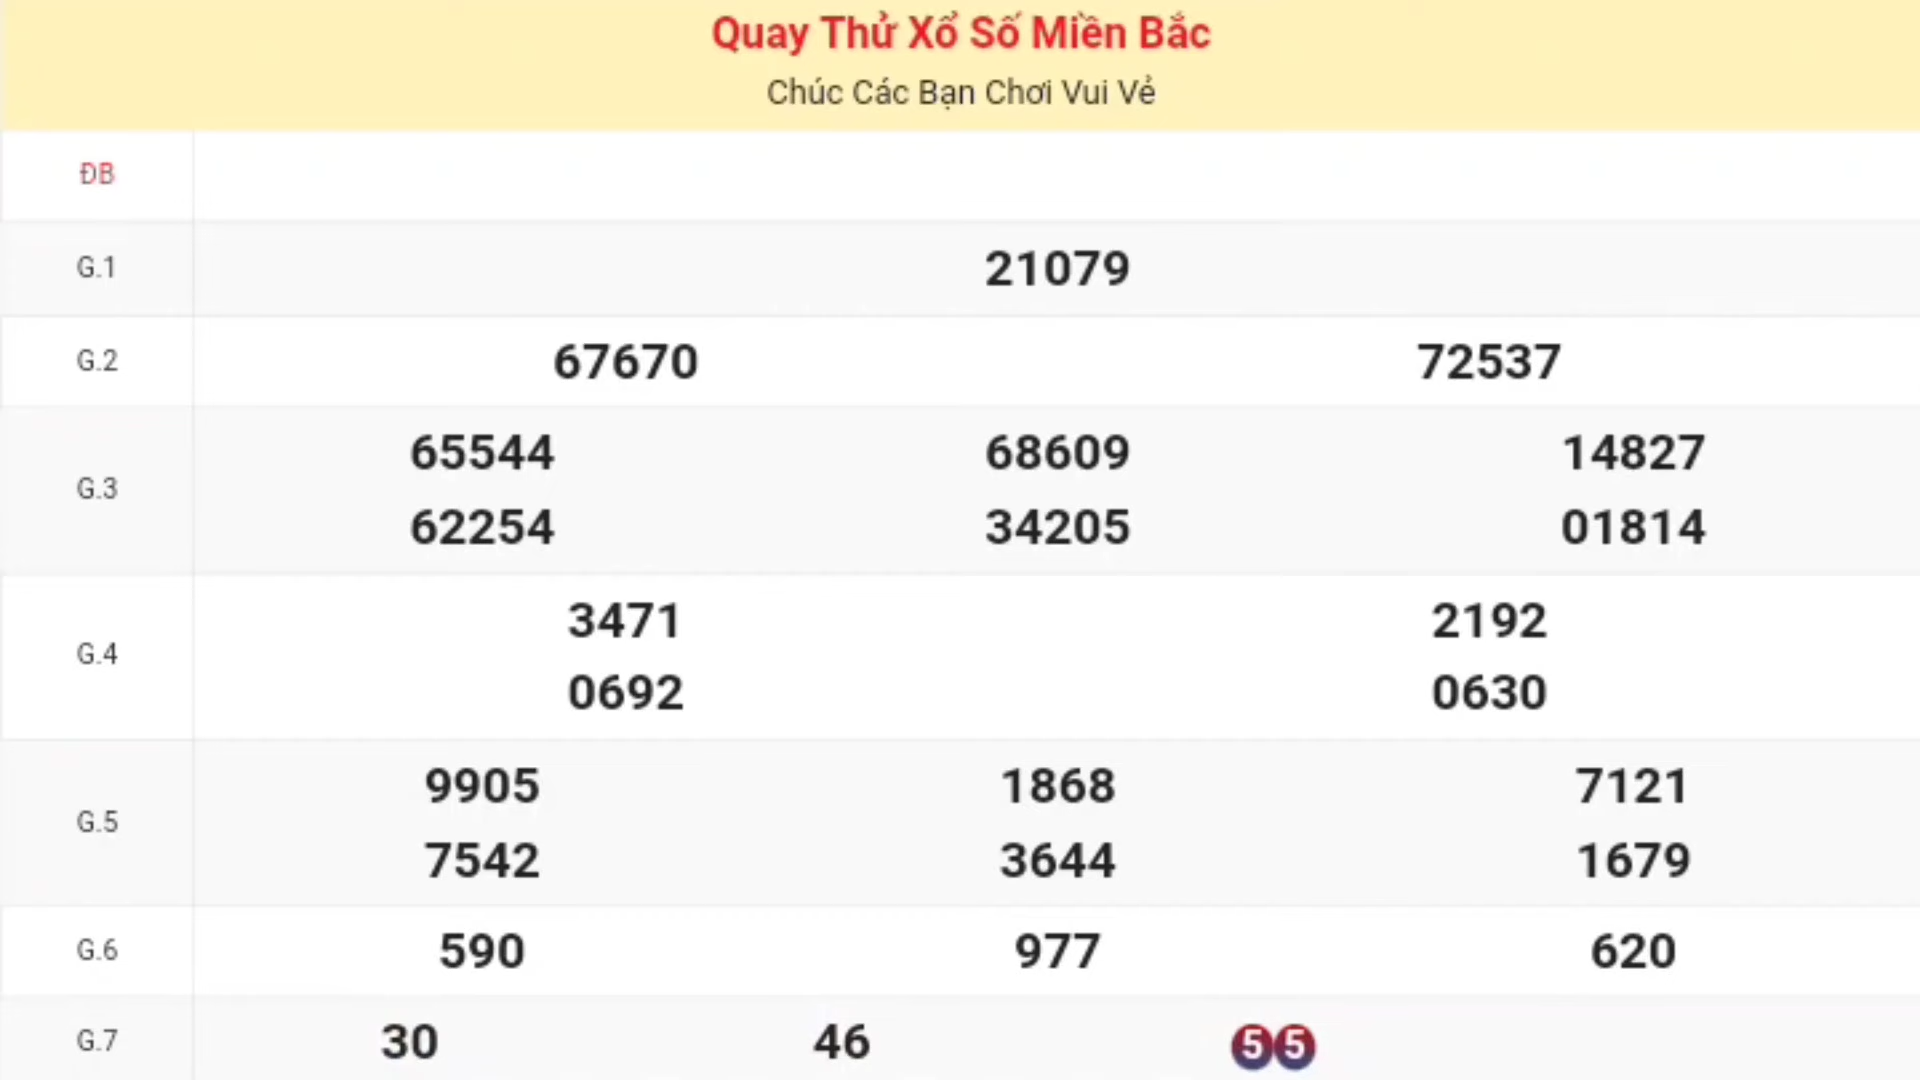 Quay Thử Xổ Số Miền Bắc
Chúc Các Bạn Chơi Vui Vẻ
ĐB
G.1 21079
G.2 67670 72537
G.3 65544 68609 14827
62254 34205 01814
G.4 3471 2192
0692 0630
G.5 9905 1868 7121
7542 3644 1679
G.6 590 977 620
G.7 30 46 55